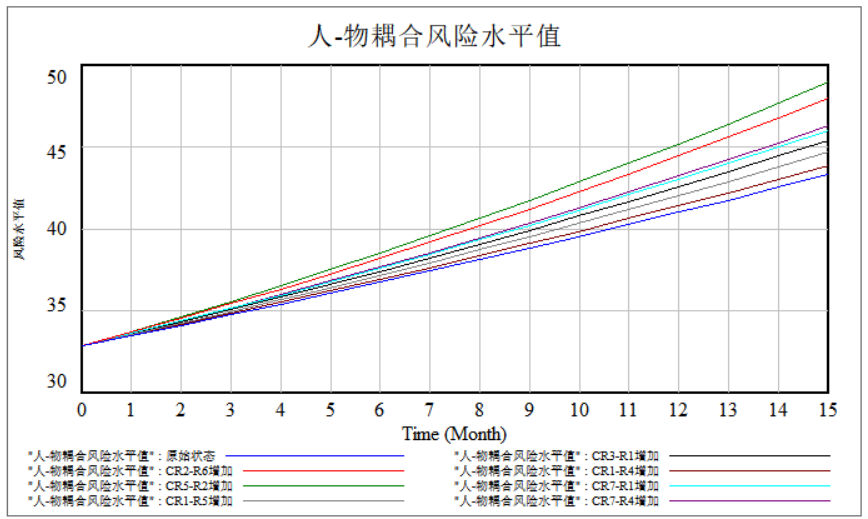 人-物耦合风险水平值
50
45
40
35
30
风险水平值
0 1 2 3 4 5 6 7 8 9 10 11 12 13 14 15
Time (Month)
"人-物耦合风险水平值"：原始状态
"人-物耦合风险水平值"：CR2-R6增加
"人-物耦合风险水平值"：CR5-R2增加
"人-物耦合风险水平值"：CR1-R5增加
"人-物耦合风险水平值"：CR3-R1增加
"人-物耦合风险水平值"：CR1-R4增加
"人-物耦合风险水平值"：CR7-R1增加
"人-物耦合风险水平值"：CR7-R4增加